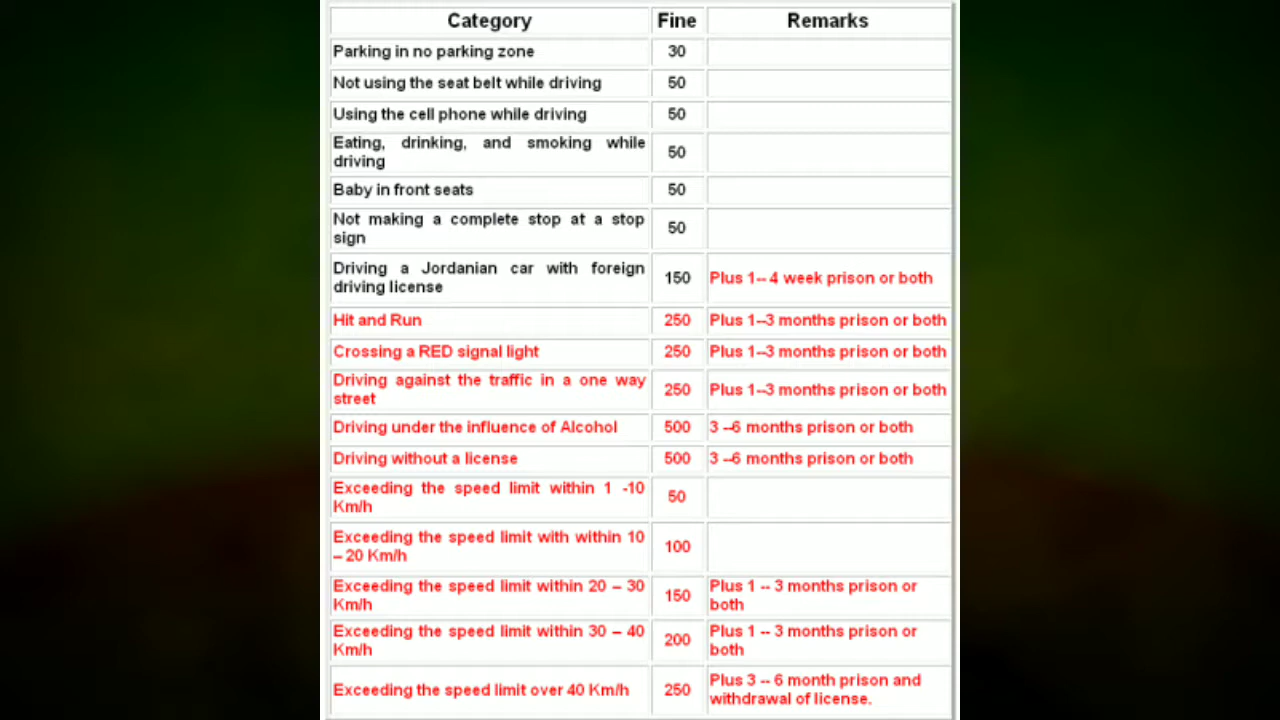 Category Fine Remarks
Parking in no parking zone 30
Not using the seat belt while driving 50
Using the cell phone while driving 50
Eating, drinking, and smoking while
driving 50
Baby in front seats 50
Not making a complete stop at a stop
sign 50
Driving a Jordanian car with foreign
driving license 150 Plus 1-- 4 week prison or both
Hit and Run 250 Plus 1--3 months prison or both
Crossing a RED signal light 250 Plus 1--3 months prison or both
Driving against the traffic in a one way
street 250 Plus 1--3 months prison or both
Driving under the influence of Alcohol 500 3 --6 months prison or both
Driving without a license 500 3 --6 months prison or both
Exceeding the speed limit within 1 -10
Km/h 50
Exceeding the speed limit with within 10
– 20 Km/h 100
Exceeding the speed limit within 20 – 30
Km/h 150 Plus 1 -- 3 months prison or
both
Exceeding the speed limit within 30 – 40
Km/h 200 Plus 1 -- 3 months prison or
both
Exceeding the speed limit over 40 Km/h 250 Plus 3 -- 6 month prison and
withdrawal of license.